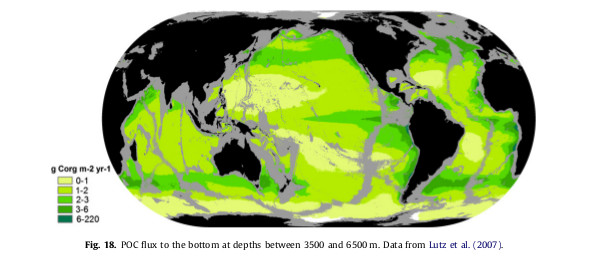 g Corg m-2 yr-1
0-1
1-2
2-3
3-6
6-220
Fig. 18. POC flux to the bottom at depths between 3500 and 6500 m. Data from Lutz et al. (2007).